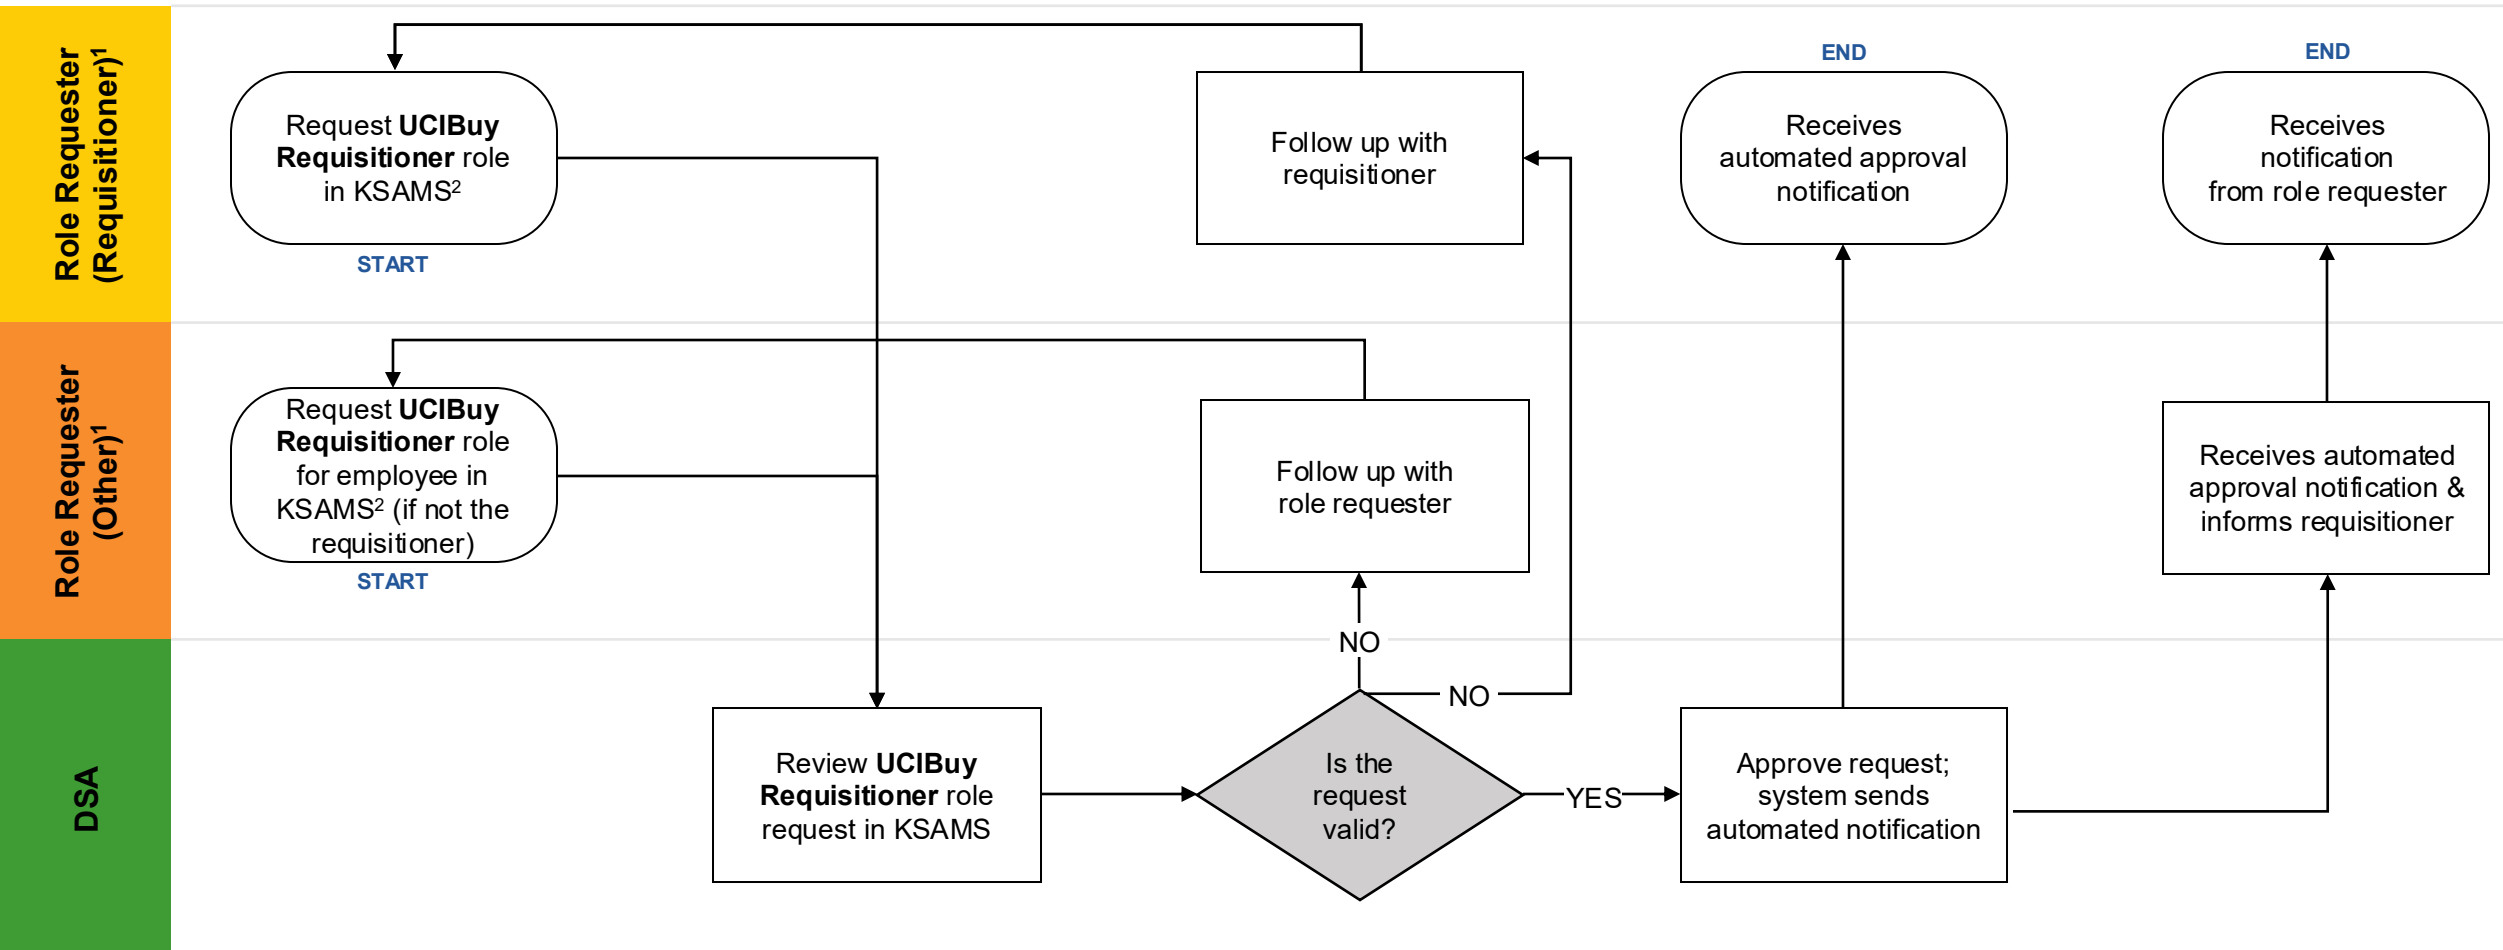 Role Requester
(Requisitioner)¹
Request UCIBuy
Requisitioner role
in KSAMS²
START
Follow up with
requisitioner
END
Receives
automated approval
notification
END
Receives
notification
from role requester
Role Requester
(Other)¹
Request UCIBuy
Requisitioner role
for employee in
KSAMS² (if not the
requisitioner)
START
Follow up with
role requester
Receives automated
approval notification &
informs requisitioner
NO
NO
DSA
Review UCIBuy
Requisitioner role
request in KSAMS
Is the
request
valid?
YES
Approve request;
system sends
automated notification